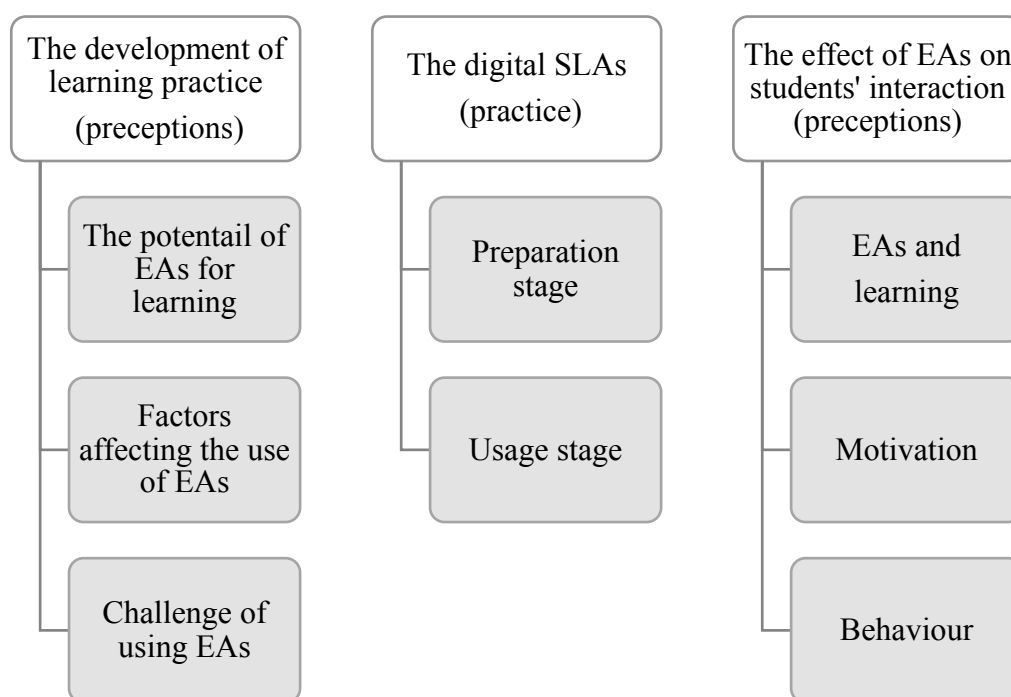 The development of
learning practice
(preceptions)
The potentail of
EAs for
learning
Factors
affecting the use
of EAs
Challenge of
using EAs
The digital SLAs
(practice)
Preparation
stage
Usage stage
The effect of EAs on
students' interaction
(preceptions)
EAs and
learning
Motivation
Behaviour